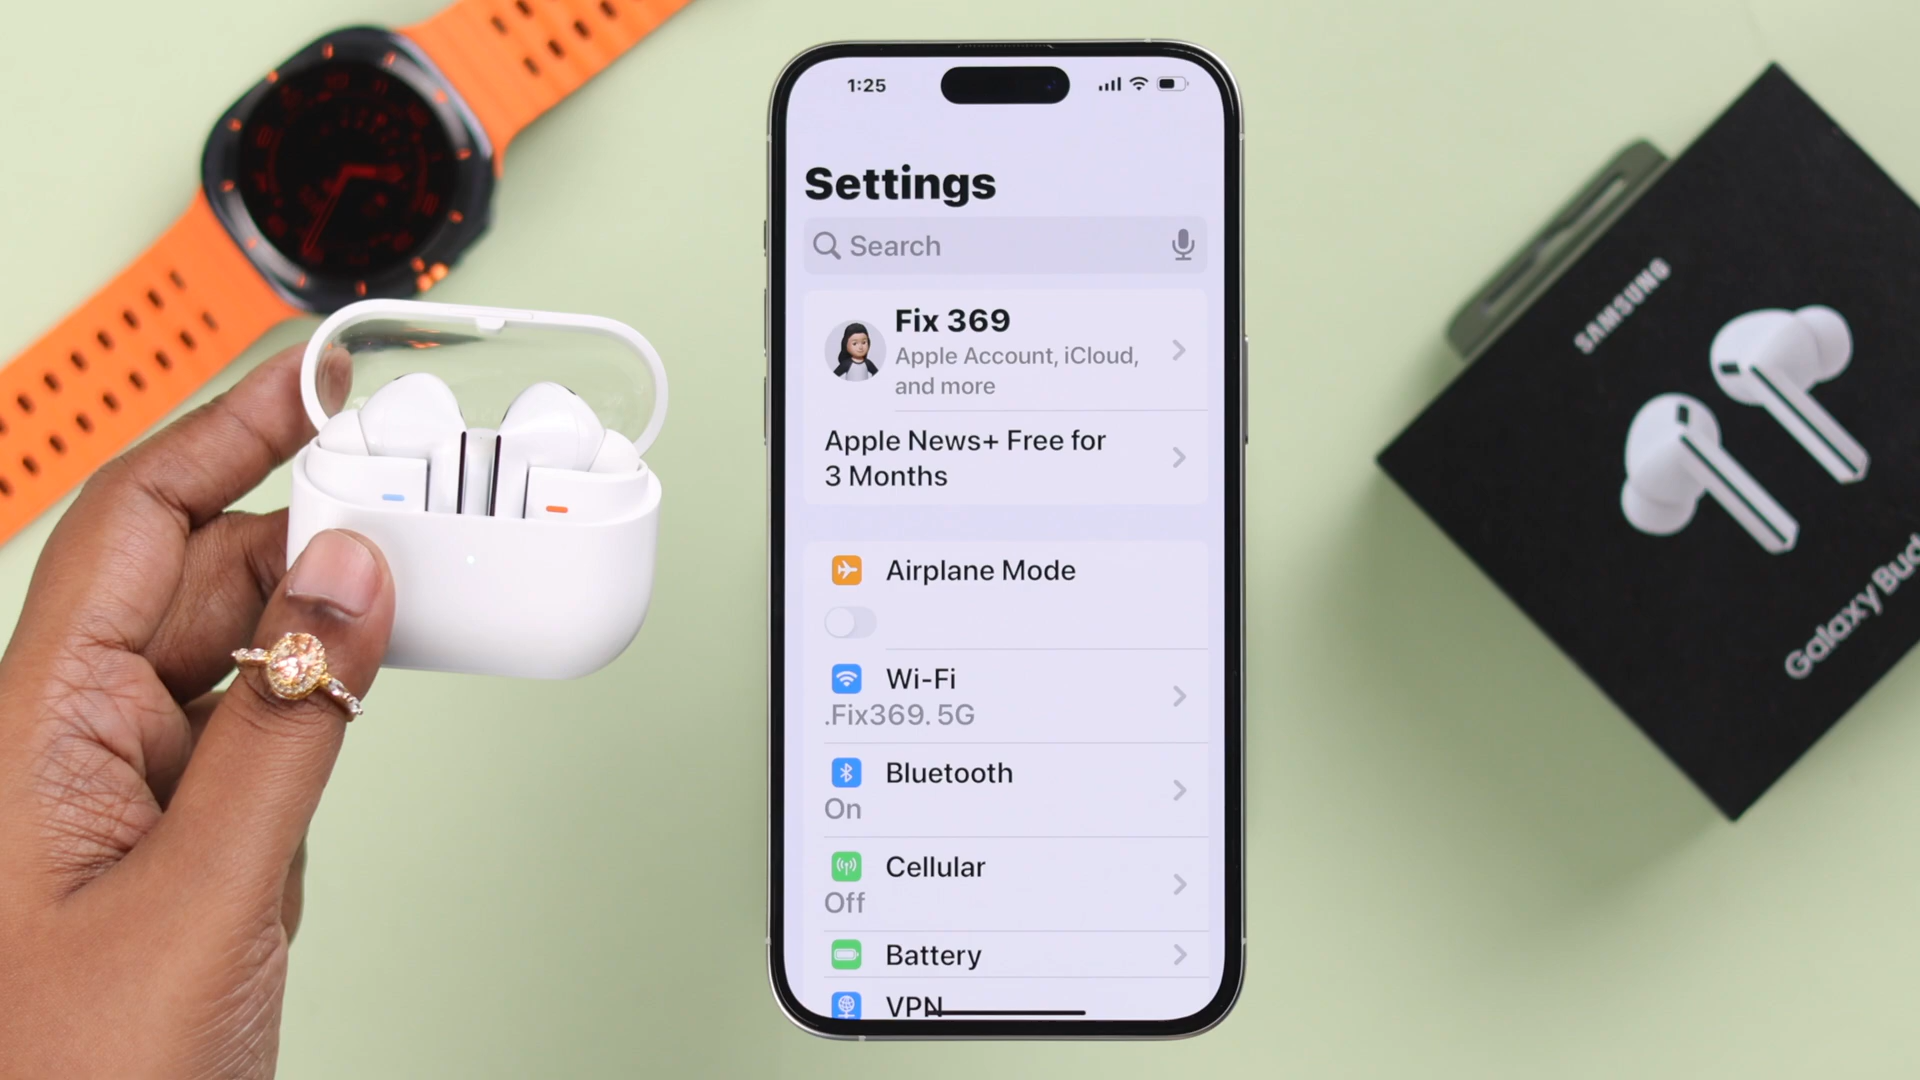 1:25
Settings
Search
Fix 369
Apple Account, iCloud,
and more
Apple News+ Free for
3 Months
Airplane Mode
Wi-Fi
.Fix369. 5G
Bluetooth
On
Cellular
Off
Battery
VPN
SAMSUNG
Galaxy Bud